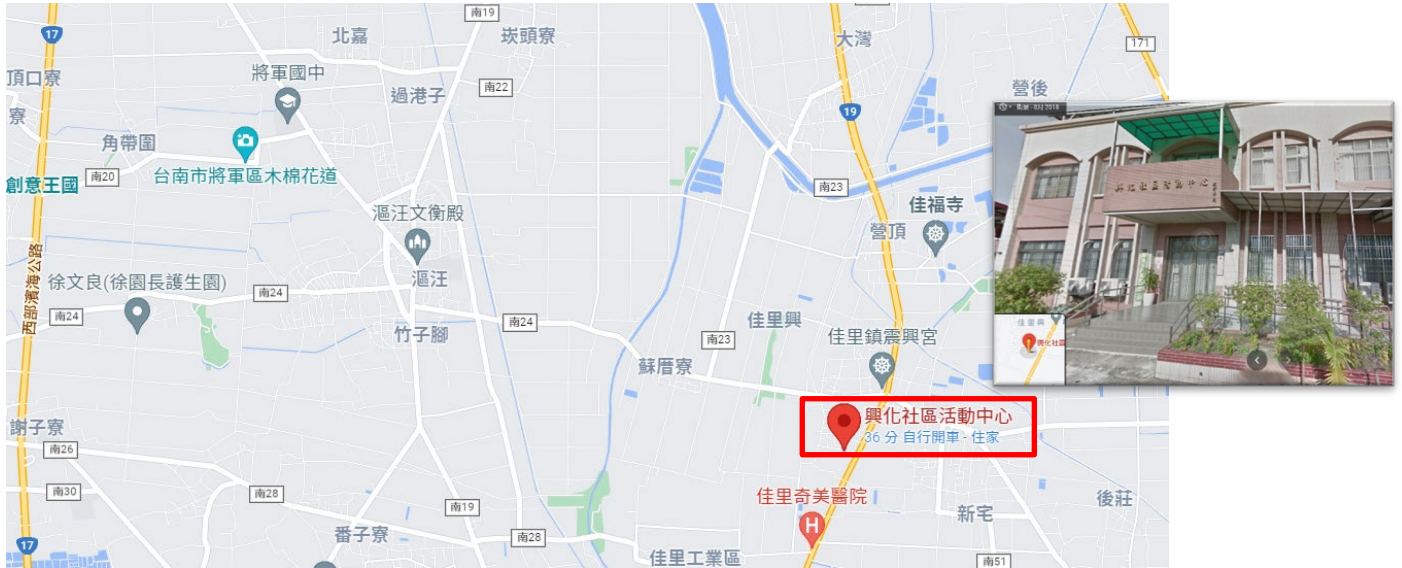 南19
17
北嘉
崁頭寮
大灣
171
頂口寮
將軍國中
南22
營後
過港子
寮
19
角帶圍
南20
台南市將軍區木棉花道
創意王國
南23
佳福寺
漚汪文衡殿
營頂
興化社區活動中心
西部濱海公路
徐文良(徐園長護生園)
漚汪
南24
南24
南24
佳里興
竹子腳
南23
佳里鎮震興宮
佳里興
興化社區
蘇厝寮
興化社區活動中心
36 分 自行開車 - 住家
謝子寮
南26
南30
南28
佳里奇美醫院
後莊
南19
新宅
H
番子寮
南28
17
佳里工業區
南51